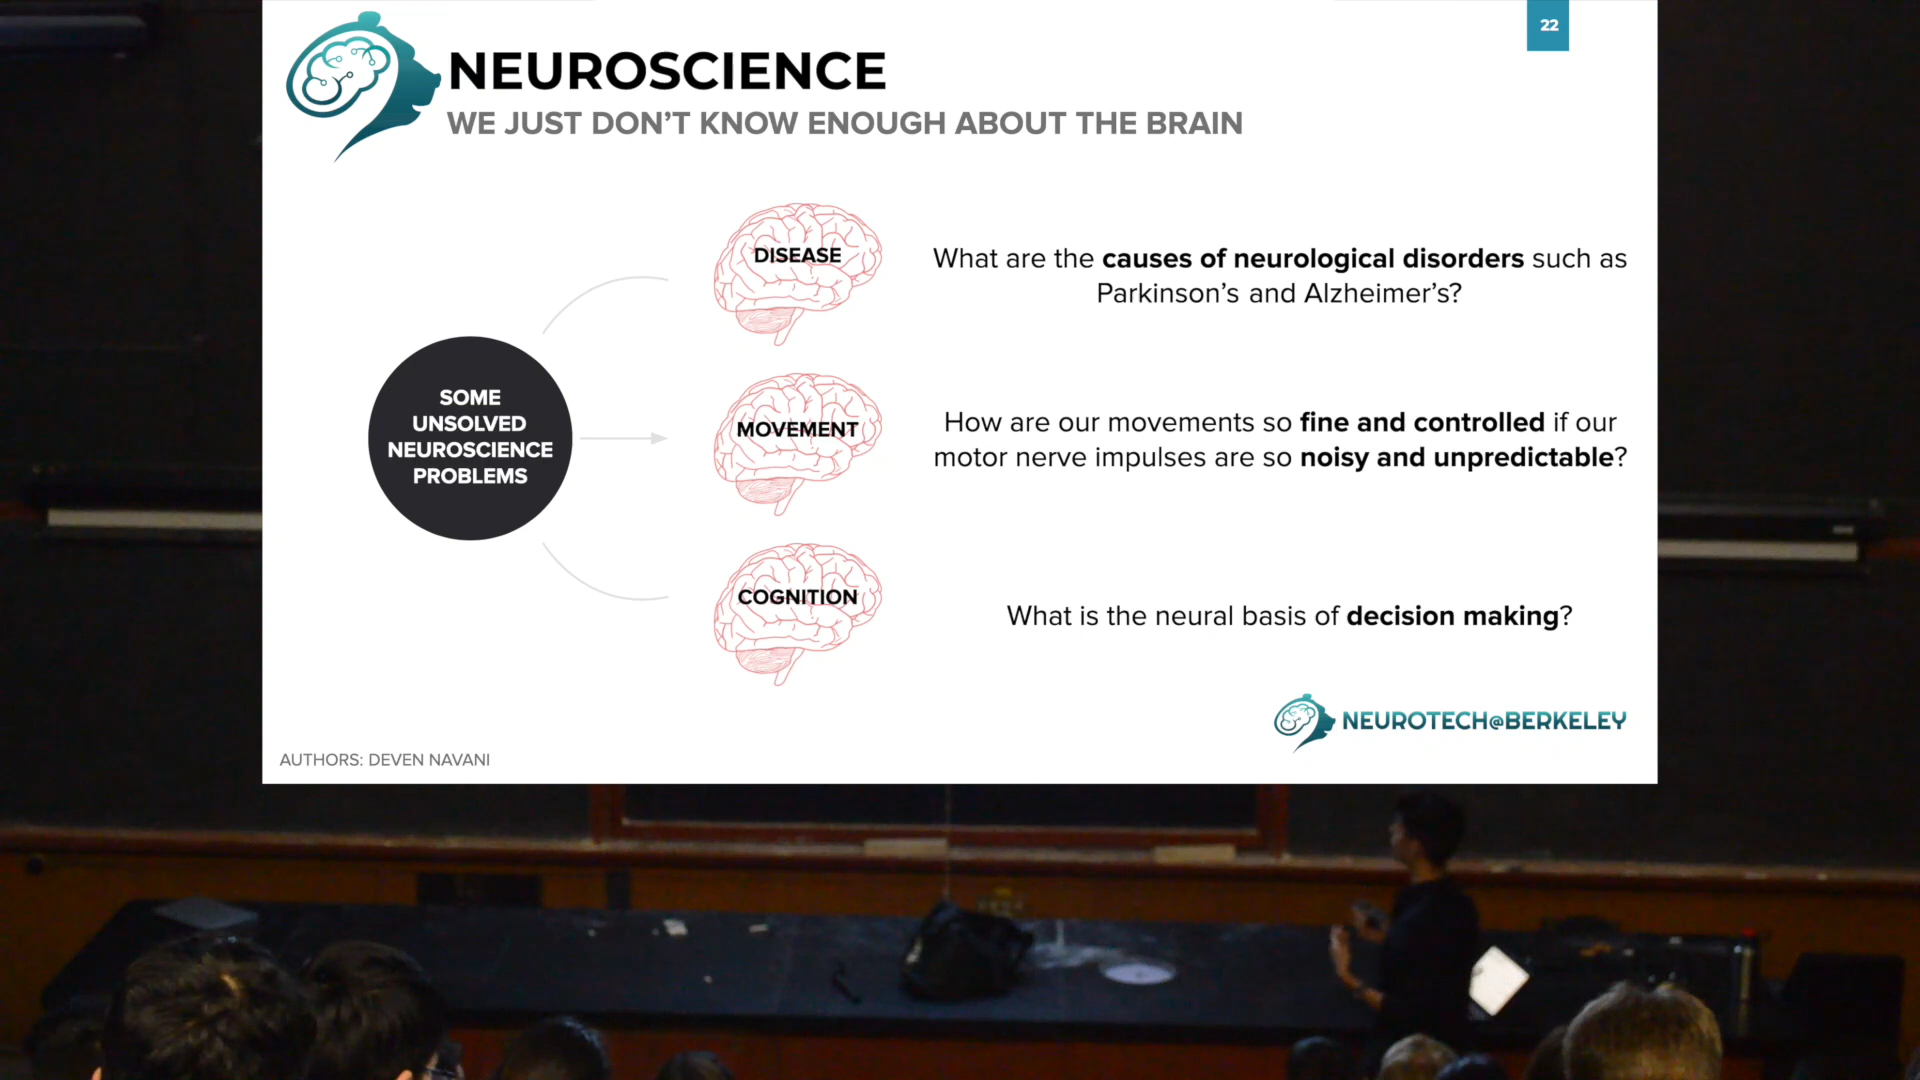 22
NEUROSCIENCE
WE JUST DON'T KNOW ENOUGH ABOUT THE BRAIN
SOME
UNSOLVED
NEUROSCIENCE
PROBLEMS
DISEASE
What are the causes of neurological disorders such as
Parkinson's and Alzheimer's?
MOVEMENT
How are our movements so fine and controlled if our
motor nerve impulses are so noisy and unpredictable?
COGNITION
What is the neural basis of decision making?
NEUROTECH@BERKELEY
AUTHORS: DEVEN NAVANI